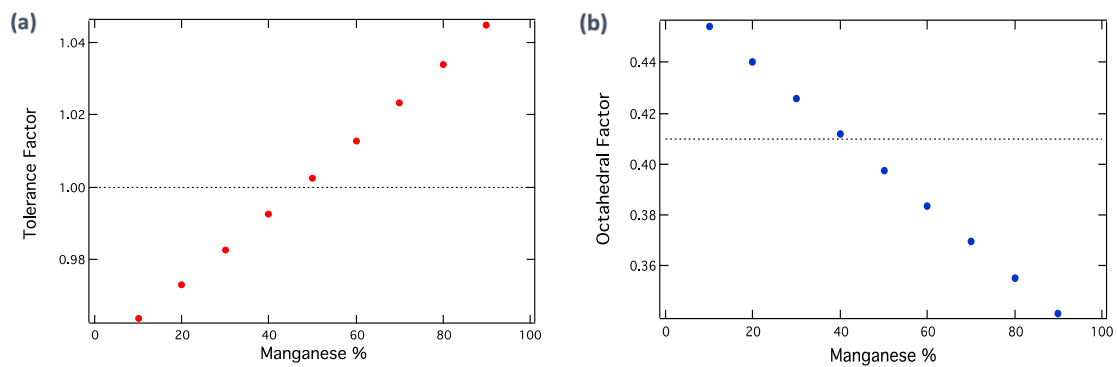 (a)
Tolerance Factor
1.04
1.02
1.00
0.98
0 20 40 60 80 100
Manganese %
(b)
Octahedral Factor
0.44
0.42
0.40
0.38
0.36
0 20 40 60 80 100
Manganese %